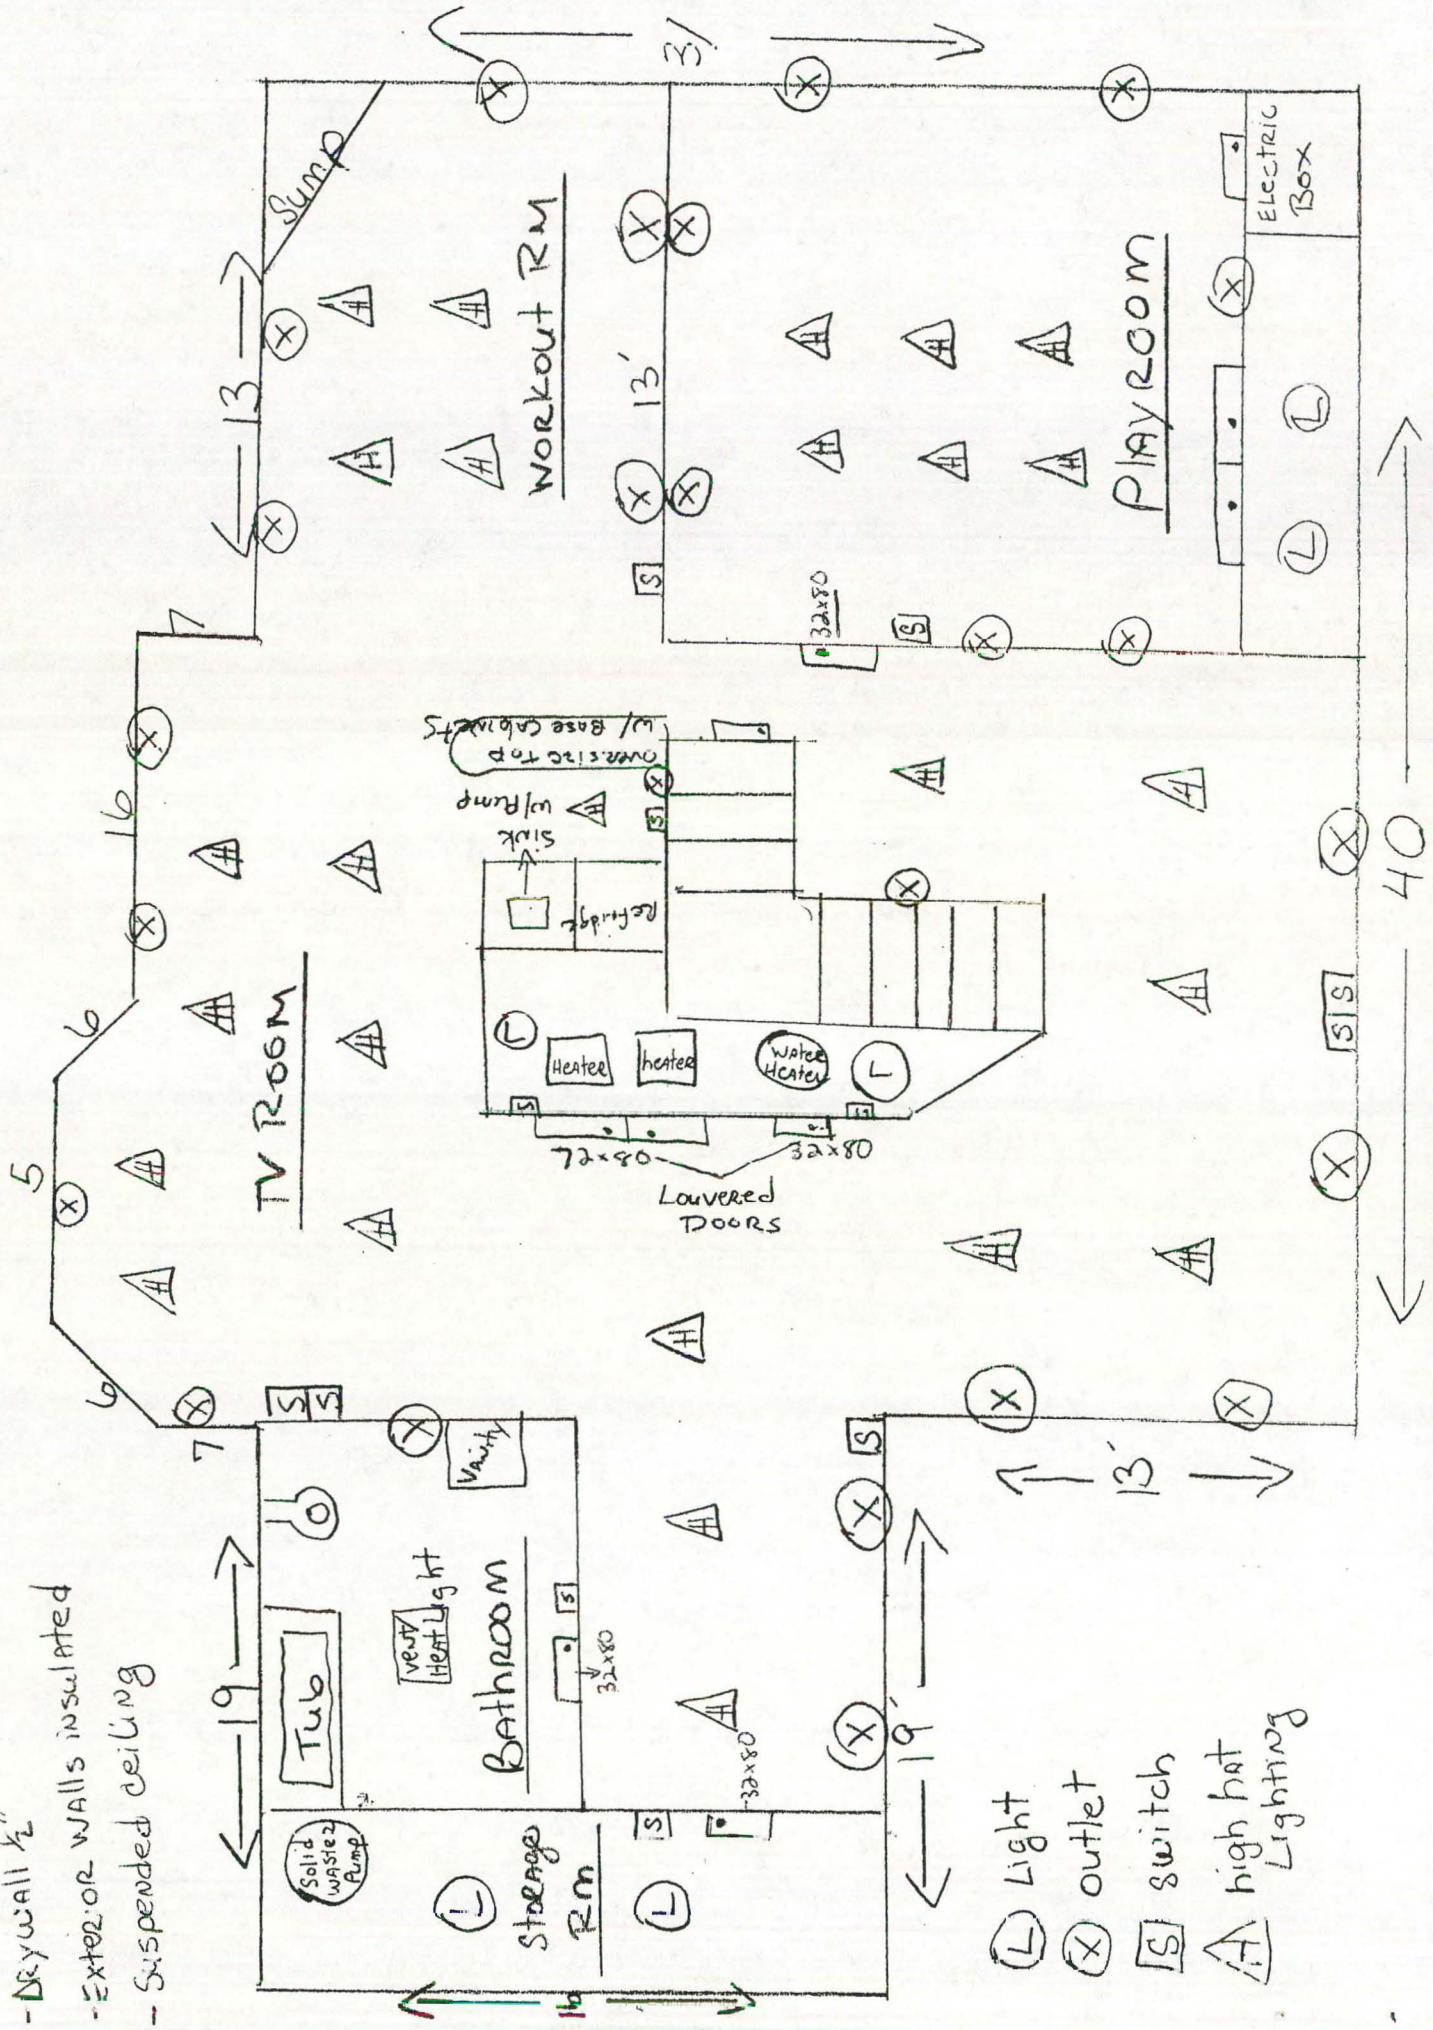 -DRYWAll 1/2"
-ExtERiOR WAlls insulAted
- Suspended ceiliNg
19
Tub
Solid
WAste
Pump
VENt/
HEAt Light
Vanity
BAthROOM
32x80
S
StoRAge
RM
L
L
S
32x80
16
19'
13'
7
6
5
6
16
7
13
TV ROOM
S
S
Sump
WORKOUt RM
13'
31
SiNK
w/Pump
OveRsize top
w/ BAse CAbiNetS
RefRidge
L
HeAteR
heAteR
WAteR
HeAteR
L
72x80
32x80
LouveRed
DOORS
32x80
S
PlAYROOM
ElectRic
Box
L
L
S S
40
L Light
X outlet
S Switch
H high hAt
LightiNg